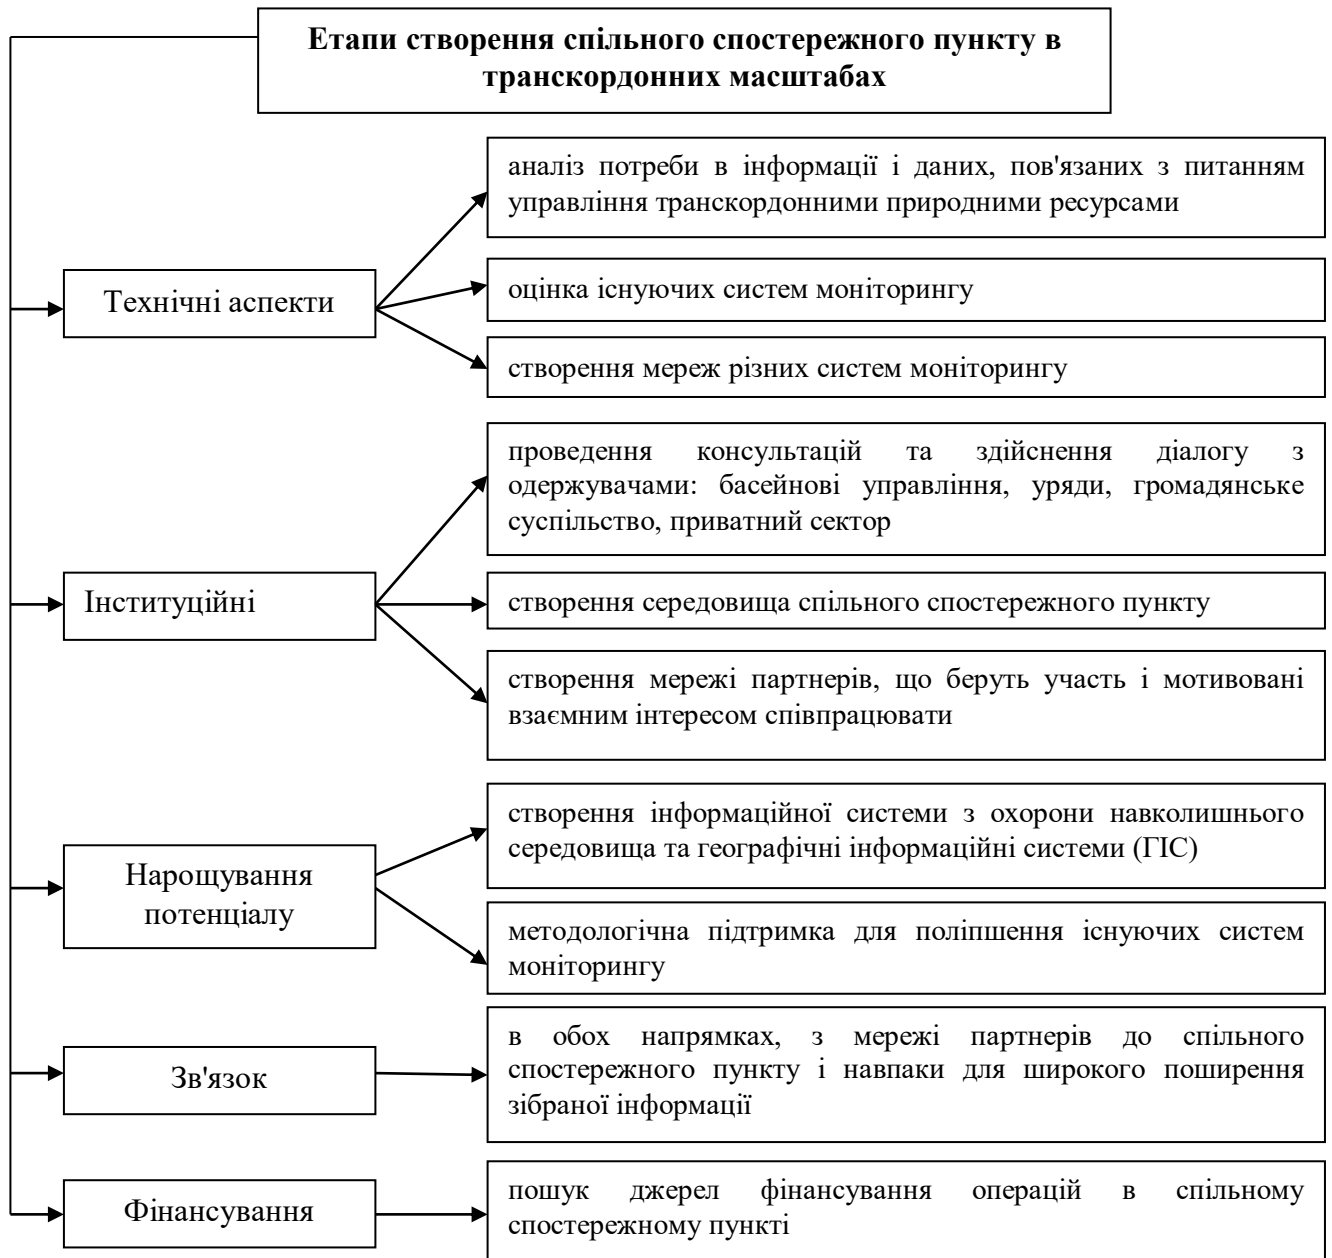 Етапи створення спільного спостережного пункту в
транскордонних масштабах
аналіз потреби в інформації і даних, пов'язаних з питанням
управління транскордонними природними ресурсами
Технічні аспекти
оцінка існуючих систем моніторингу
створення мереж різних систем моніторингу
проведення консультацій та здійснення діалогу з
одержувачами: басейнові управління, уряди, громадянське
суспільство, приватний сектор
Інституційні
створення середовища спільного спостережного пункту
створення мережі партнерів, що беруть участь і мотивовані
взаємним інтересом співпрацювати
створення інформаційної системи з охорони навколишнього
середовища та географічні інформаційні системи (ГІС)
Нарощування
потенціалу
методологічна підтримка для поліпшення існуючих систем
моніторингу
Зв'язок
в обох напрямках, з мережі партнерів до спільного
спостережного пункту і навпаки для широкого поширення
зібраної інформації
Фінансування
пошук джерел фінансування операцій в спільному
спостережному пункті